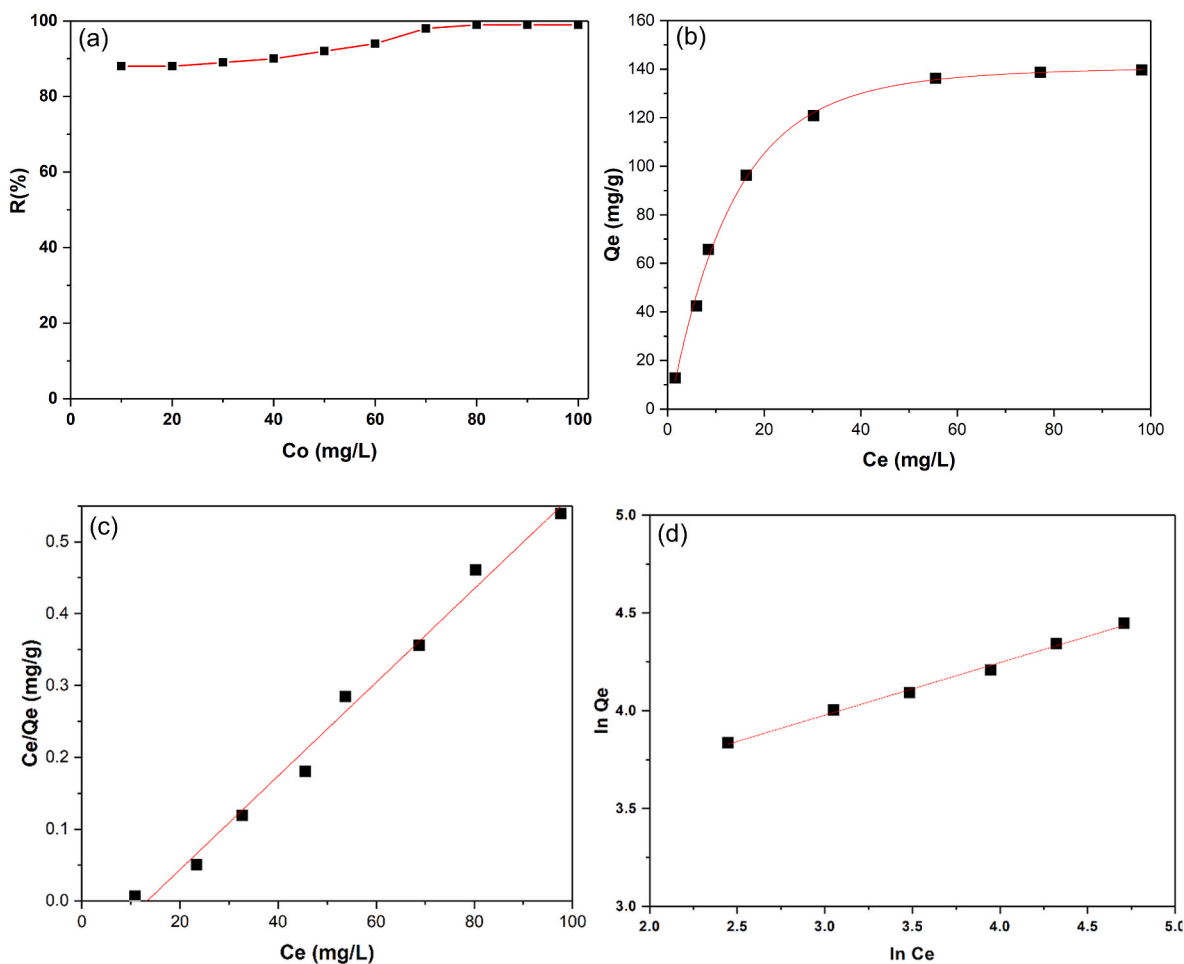 (a)
100
80
60
40
20
0
R(%)
0 20 40 60 80 100
Co (mg/L)
(b)
160
140
120
100
80
60
40
20
0
Qe (mg/g)
0 20 40 60 80 100
Ce (mg/L)
(c)
0.5
0.4
0.3
0.2
0.1
0.0
Ce/Qe (mg/g)
0 20 40 60 80 100
Ce (mg/L)
(d)
5.0
4.5
4.0
3.5
3.0
ln Qe
2.0 2.5 3.0 3.5 4.0 4.5 5.0
ln Ce